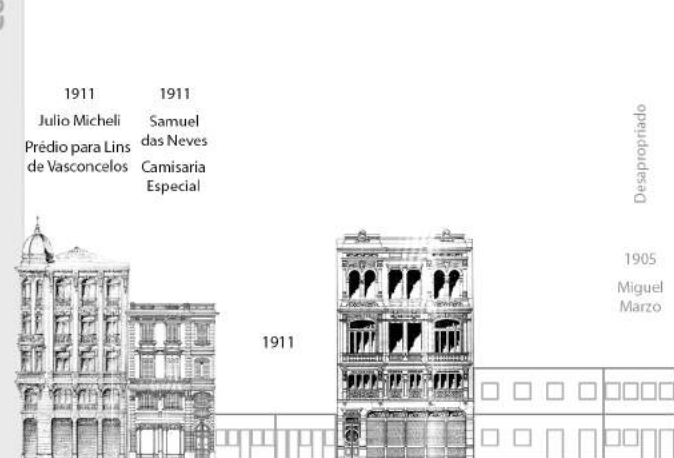 1911
Julio Micheli
Prédio para Lins
de Vasconcelos
1911
Samuel
das Neves
Camisaria
Especial
1911
Desapropriado
1905
Miguel
Marzo